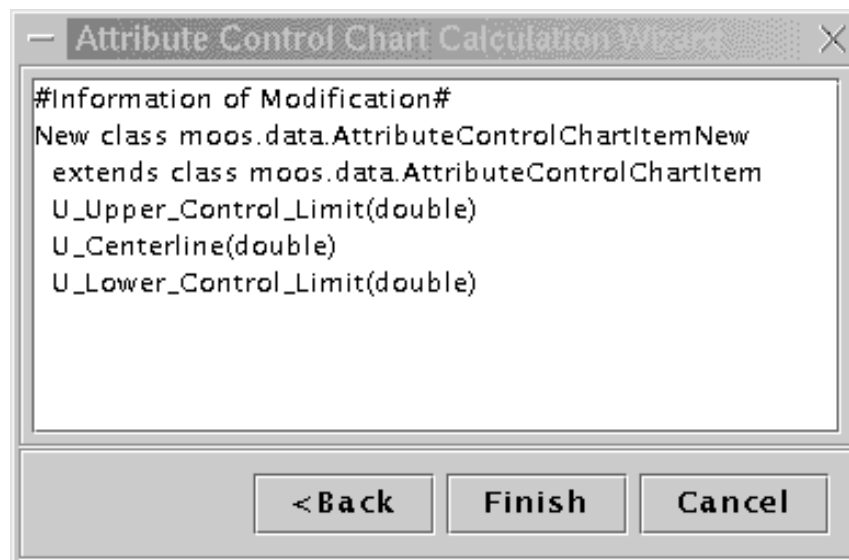 Attribute Control Chart Calculation Wizard
#Information of Modification#
New class moos.data.AttributeControlChartItemNew
extends class moos.data.AttributeControlChartItem
U_Upper_Control_Limit(double)
U_Centerline(double)
U_Lower_Control_Limit(double)
<Back Finish Cancel